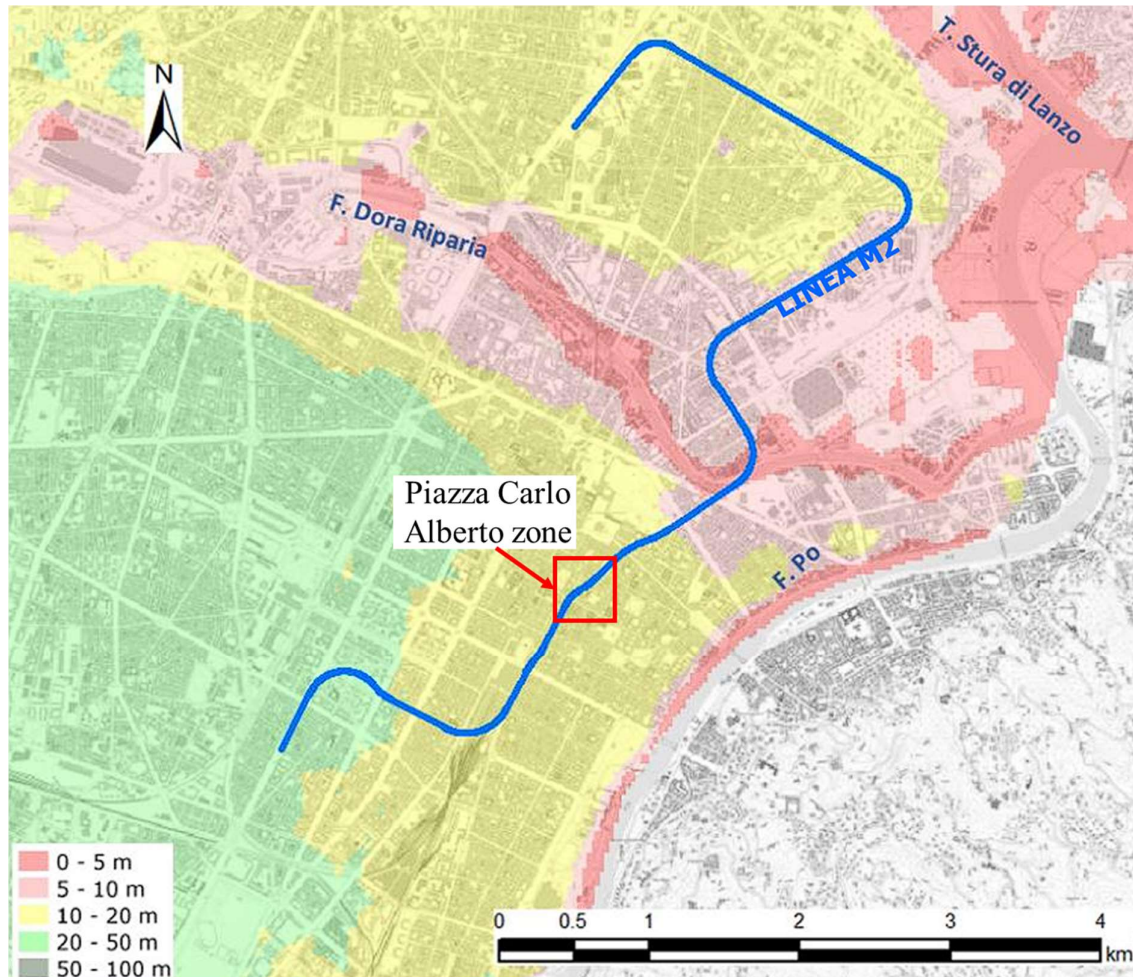 N
T. Stura di Lanzo
F. Dora Riparia
LINEA M2
Piazza Carlo
Alberto zone
F. Po
0 - 5 m
5 - 10 m
10 - 20 m
20 - 50 m
50 - 100 m
0 0.5 1 2 3 4
km